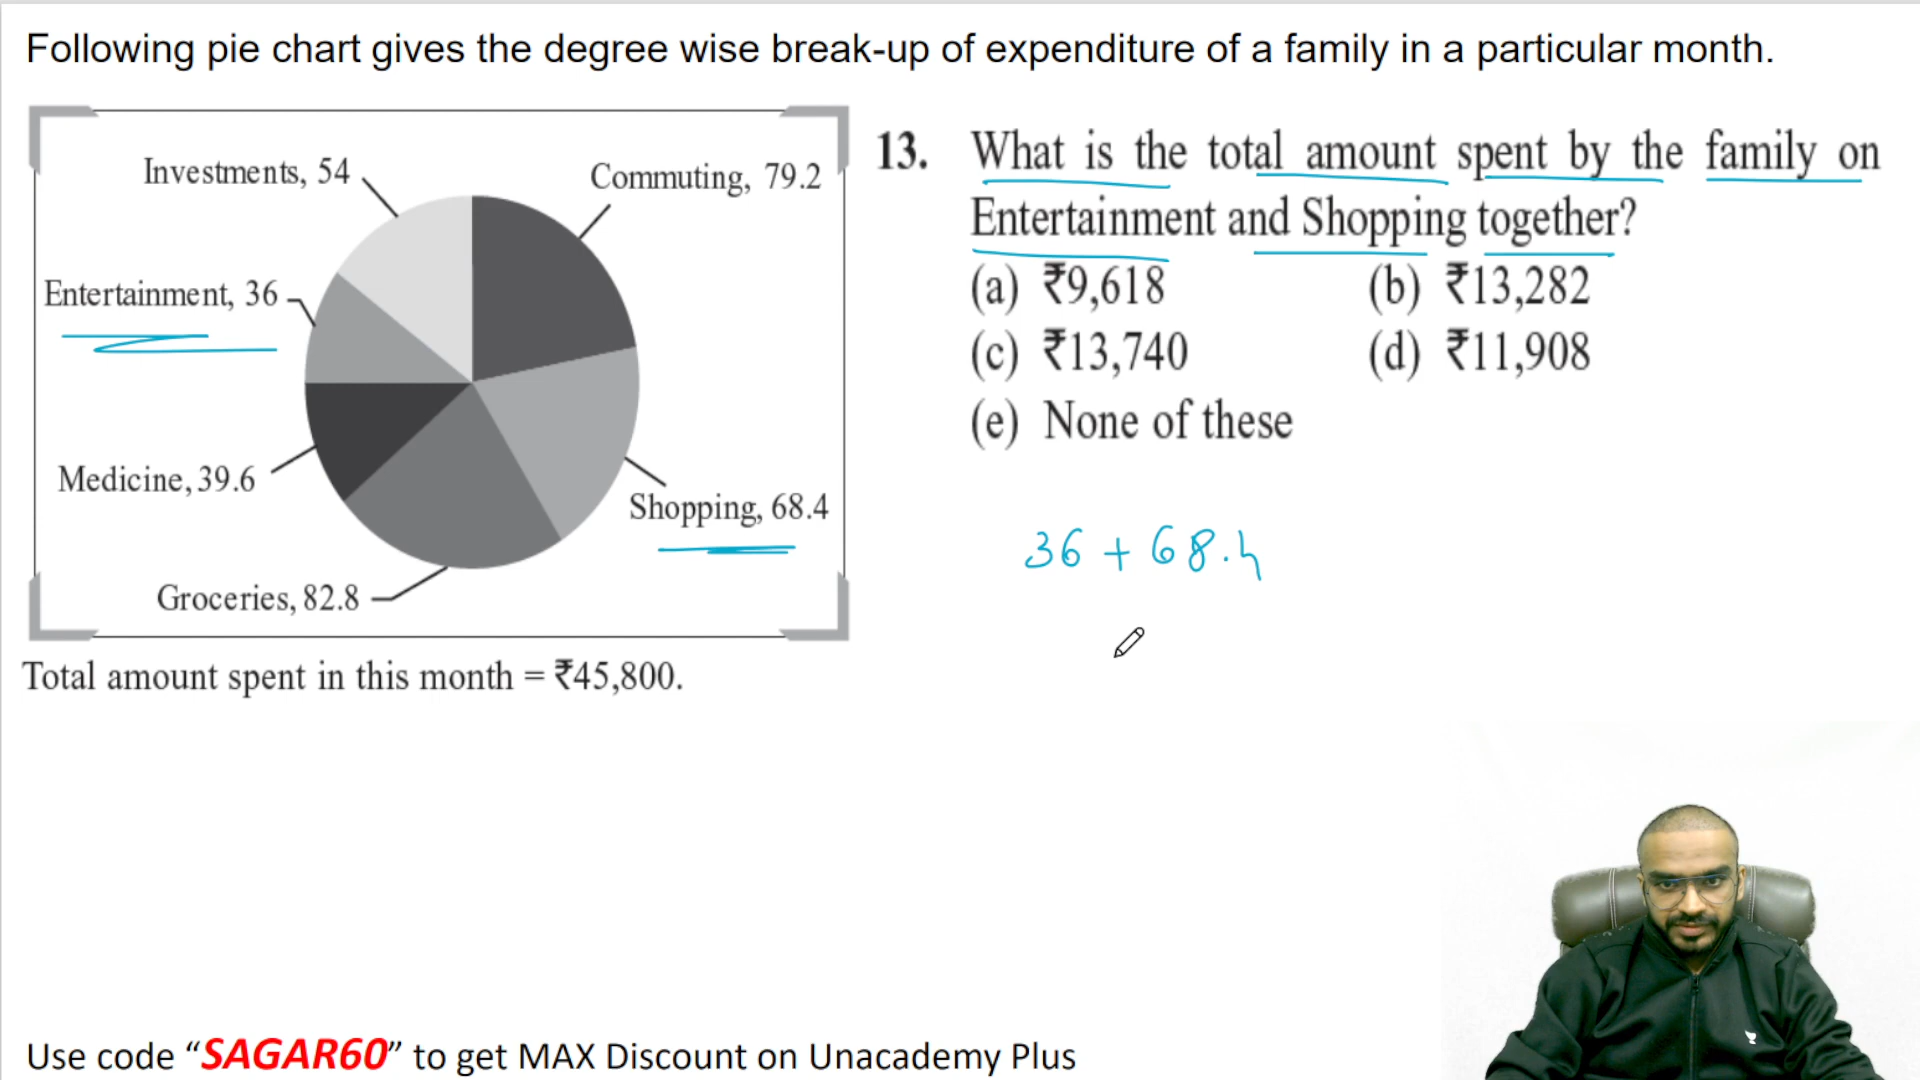 Following pie chart gives the degree wise break-up of expenditure of a family in a particular month.
Investments, 54
Commuting, 79.2
Entertainment, 36
Medicine, 39.6
Shopping, 68.4
Groceries, 82.8
Total amount spent in this month = ₹45,800.
13. What is the total amount spent by the family on
Entertainment and Shopping together?
(a) ₹9,618 (b) ₹13,282
(c) ₹13,740 (d) ₹11,908
(e) None of these
36 + 68.4
Use code “SAGAR60” to get MAX Discount on Unacademy Plus